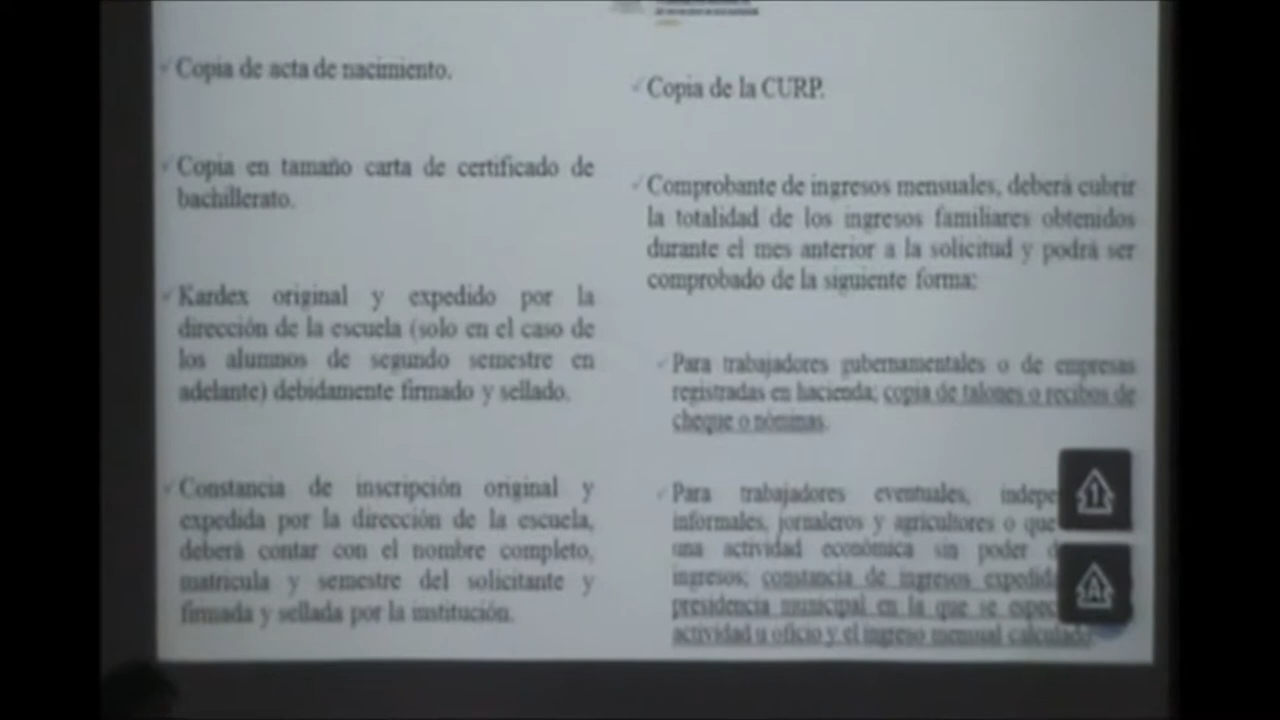 Copia de acta de nacimiento.
Copia en tamaño carta de certificado de
bachillerato.
Kardex original y expedido por la
dirección de la escuela (solo en el caso de
los alumnos de segundo semestre en
adelante) debidamente firmado y sellado.
Constancia de inscripción original y
expedida por la dirección de la escuela,
deberá contar con el nombre completo,
matricula y semestre del solicitante y
firmada y sellada por la institución.
Copia de la CURP.
Comprobante de ingresos mensuales, deberá cubrir
la totalidad de los ingresos familiares obtenidos
durante el mes anterior a la solicitud y podrá ser
comprobado de la siguiente forma:
Para trabajadores gubernamentales o de empresas
registradas en hacienda; copia de talones o recibos de
cheque o nóminas.
Para trabajadores eventuales, indepe
informales, jornaleros y agricultores o que
una actividad económica sin poder
ingresos; constancia de ingresos expedida
presidencia municipal en la que se espec
actividad u oficio y el ingreso mensual calculado.
1
A